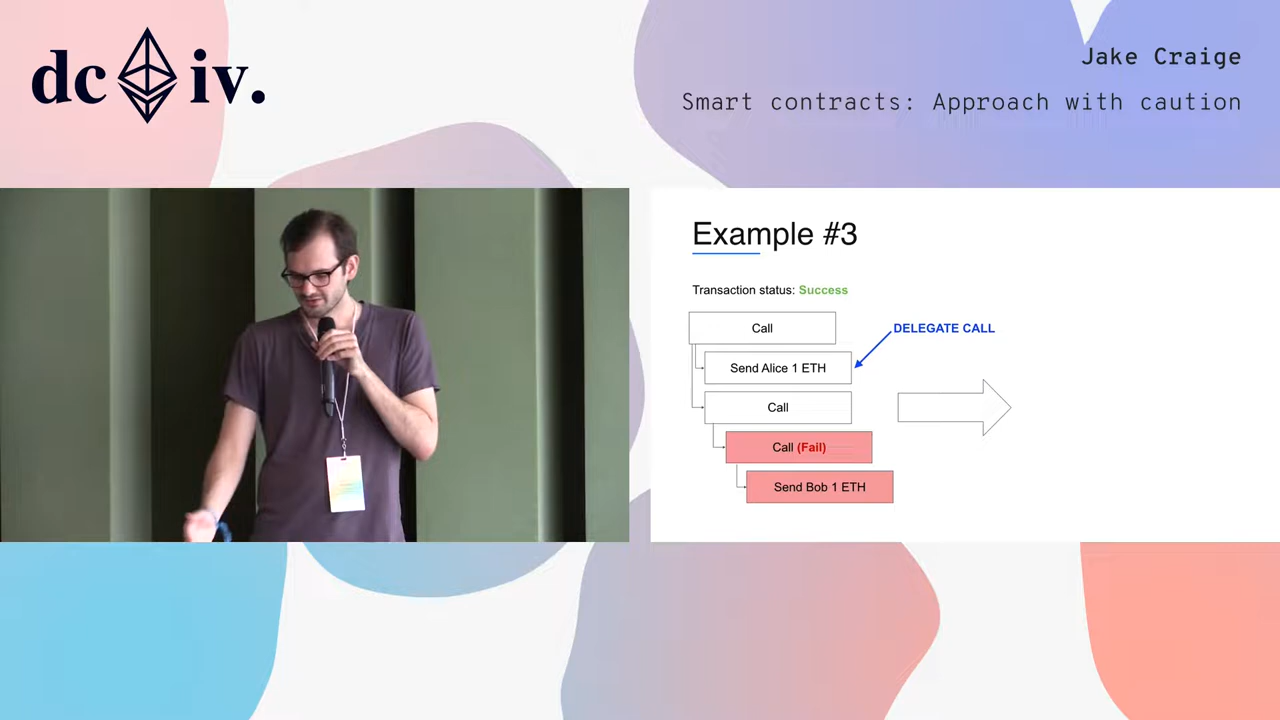 dc iv.
Jake Craige
Smart contracts: Approach with caution
Example #3
Transaction status: Success
Call
DELEGATE CALL
Send Alice 1 ETH
Call
Call (Fail)
Send Bob 1 ETH